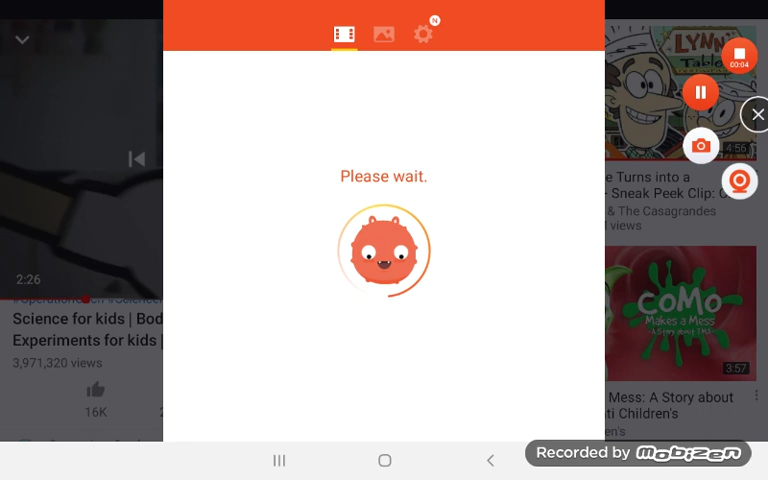 N
Please wait.
2:26
Science for kids | Bod
Experiments for kids |
3,971,320 views
16K
LYNN
Table
00:04
4:56
e Turns into a
Sneak Peek Clip:
& The Casagrandes
views
COMO
Makes a Mess
3:57
Mess: A Story about
ti Children's
en's
Recorded by MOBIZEN